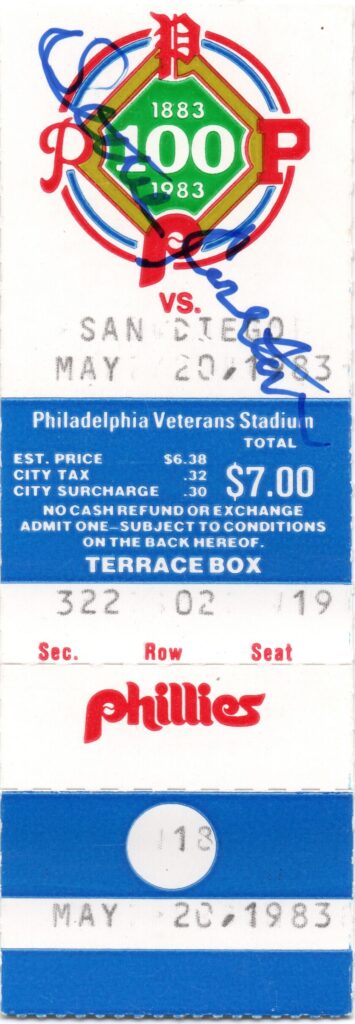 P
1883
P 100 P
1983
P
VS.
SAN DIEGO
MAY 20, 1983
Philadelphia Veterans Stadium
TOTAL
EST. PRICE $6.38
CITY TAX .32 $7.00
CITY SURCHARGE .30
NO CASH REFUND OR EXCHANGE
ADMIT ONE–SUBJECT TO CONDITIONS
ON THE BACK HEREOF.
TERRACE BOX
322 02 19
Sec. Row Seat
phillies
18
MAY 20, 1983